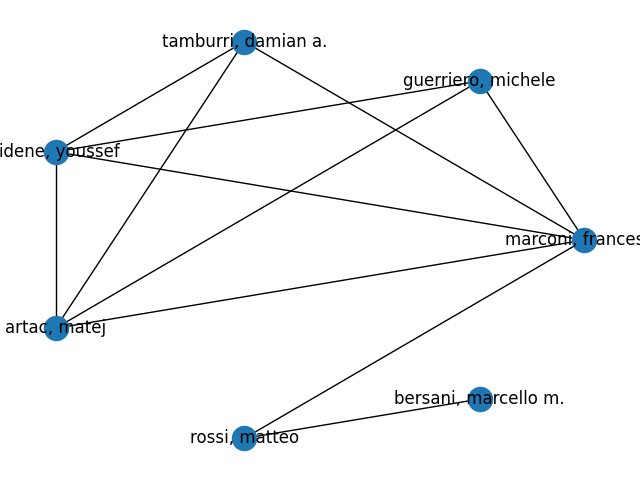 tamburri, damian a.
guerriero, michele
idene, youssef
marconi, frances
artac, matej
bersani, marcello m.
rossi, matteo